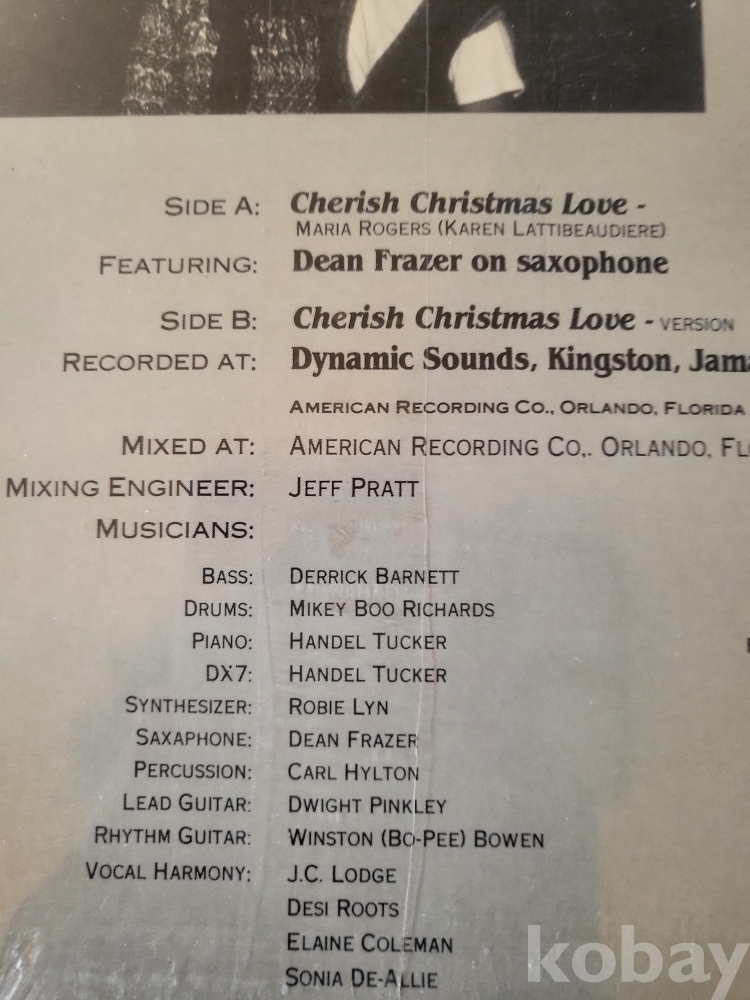 SIDE A: Cherish Christmas Love -
MARIA ROGERS (KAREN LATTIBEAUDIERE)
FEATURING: Dean Frazer on saxophone
SIDE B: Cherish Christmas Love - VERSION
RECORDED AT: Dynamic Sounds, Kingston, Jam
AMERICAN RECORDING CO., ORLANDO, FLORIDA
MIXED AT: AMERICAN RECORDING CO,. ORLANDO, FL
MIXING ENGINEER: JEFF PRATT
MUSICIANS:
BASS: DERRICK BARNETT
DRUMS: MIKEY BOO RICHARDS
PIANO: HANDEL TUCKER
DX7: HANDEL TUCKER
SYNTHESIZER: ROBIE LYN
SAXAPHONE: DEAN FRAZER
PERCUSSION: CARL HYLTON
LEAD GUITAR: DWIGHT PINKLEY
RHYTHM GUITAR: WINSTON (BO-PEE) BOWEN
VOCAL HARMONY: J.C. LODGE
DESI ROOTS
ELAINE COLEMAN
SONIA DE-ALLIE
kobay